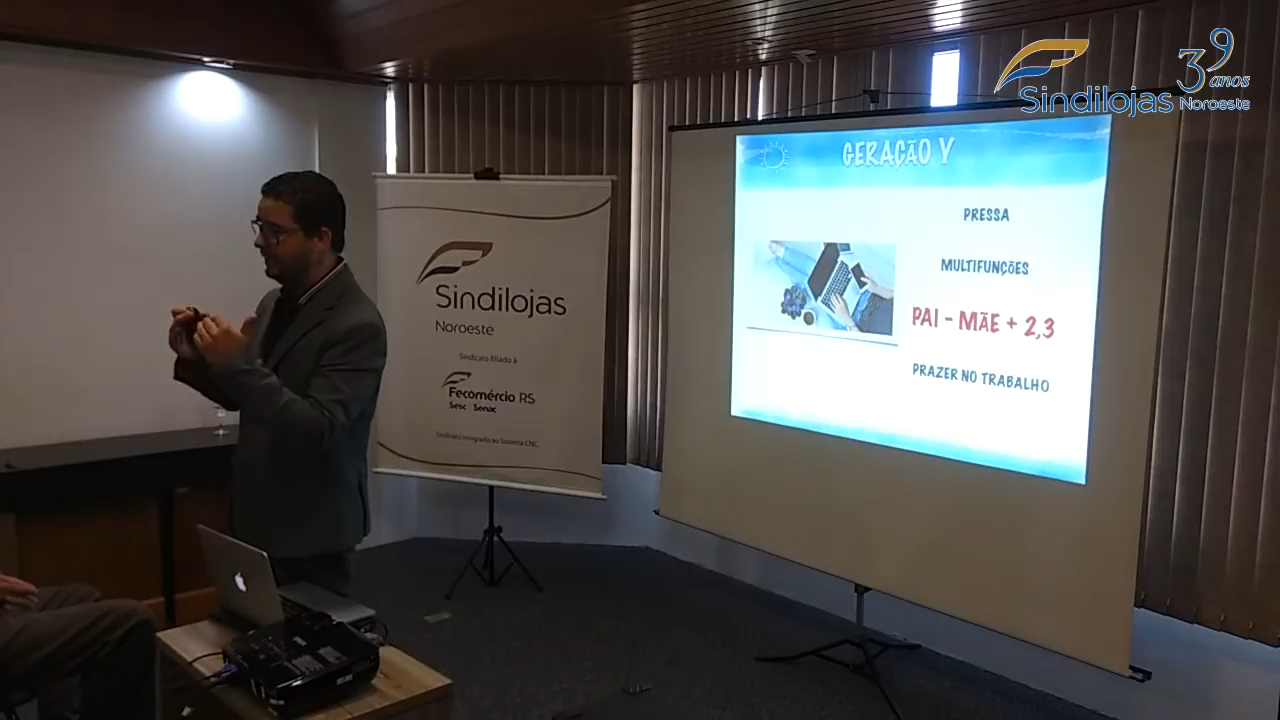 39 anos
Sindilojas Noroeste
GERAÇÃO Y
PRESSA
MULTIFUNÇÕES
PAI - MÃE + 2,3
PRAZER NO TRABALHO
Sindilojas
Noroeste
Sindicato filiado à
Fecomércio RS
Sesc Senac
Sindicato integrado ao Sistema CNC.